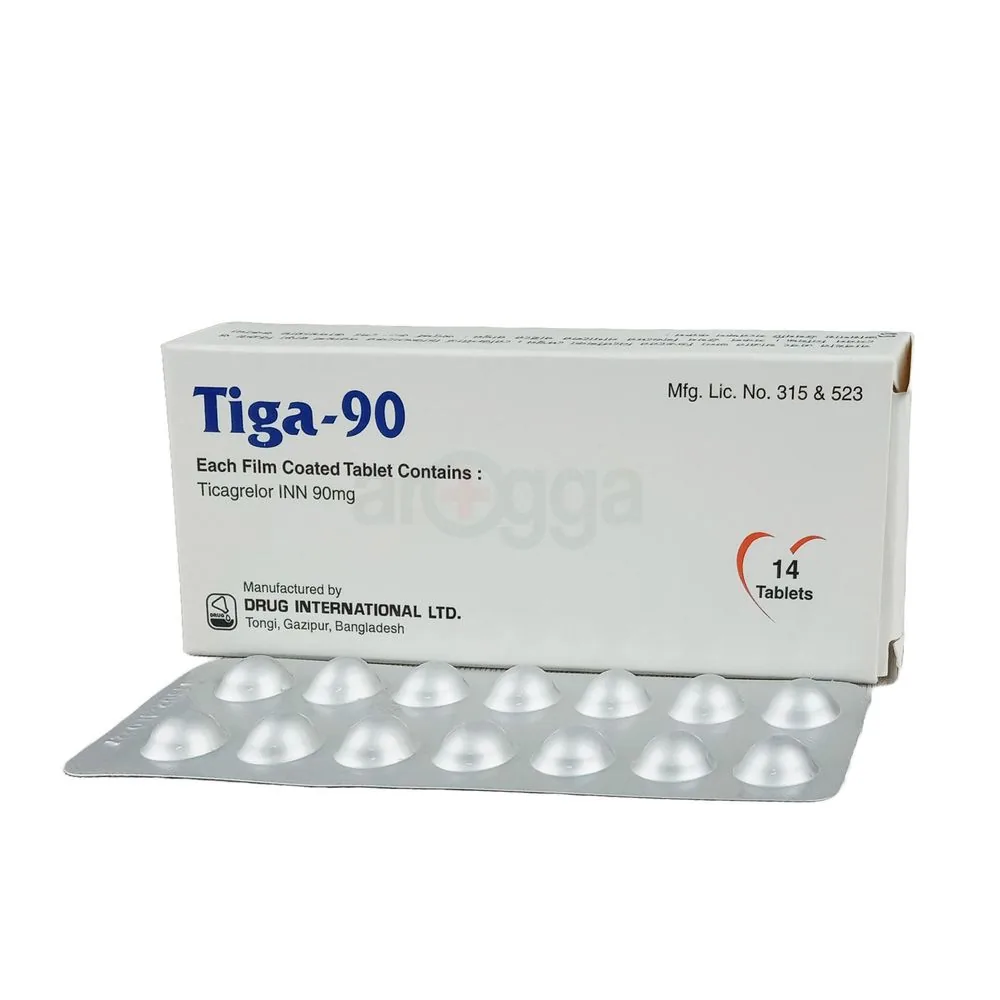 Tiga-90
Mfg. Lic. No. 315 & 523
Each Film Coated Tablet Contains :
Ticagrelor INN 90mg
arogga
14
Tablets
Manufactured by
DRUG INTERNATIONAL LTD.
Tongi, Gazipur, Bangladesh
DRUG